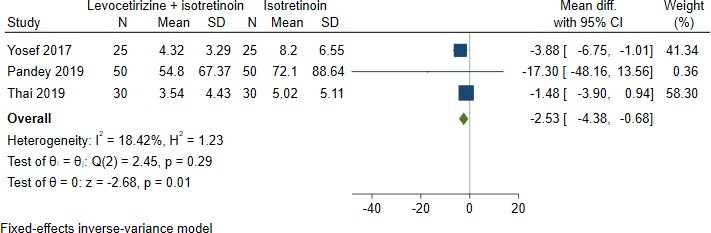 Levocetirizine + isotretinoin Isotretinoin Mean diff. Weight
Study N Mean SD N Mean SD with 95% CI (%)
Yosef 2017 25 4.32 3.29 25 8.2 6.55 -3.88 [ -6.75, -1.01] 41.34
Pandey 2019 50 54.8 67.37 50 72.1 88.64 -17.30 [ -48.16, 13.56] 0.36
Thai 2019 30 3.54 4.43 30 5.02 5.11 -1.48 [ -3.90, 0.94] 58.30
Overall -2.53 [ -4.38, -0.68]
Heterogeneity: I² = 18.42%, H² = 1.23
Test of θᵢ = θⱼ: Q(2) = 2.45, p = 0.29
Test of θ = 0: z = -2.68, p = 0.01
-40 -20 0 20
Fixed-effects inverse-variance model